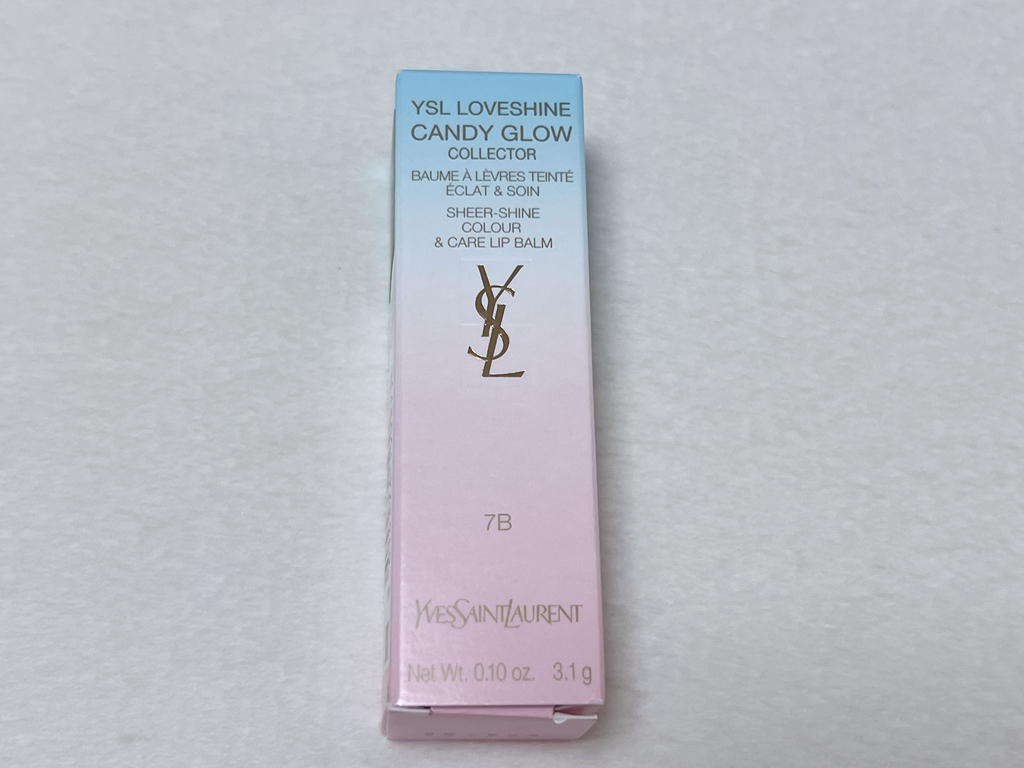 YSL LOVESHINE
CANDY GLOW
COLLECTOR
BAUME À LÈVRES TEINTÉ
ÉCLAT & SOIN
SHEER-SHINE
COLOUR
& CARE LIP BALM
YSL
7B
YVESSAINTLAURENT
Net Wt. 0.10 oz. 3.1 g